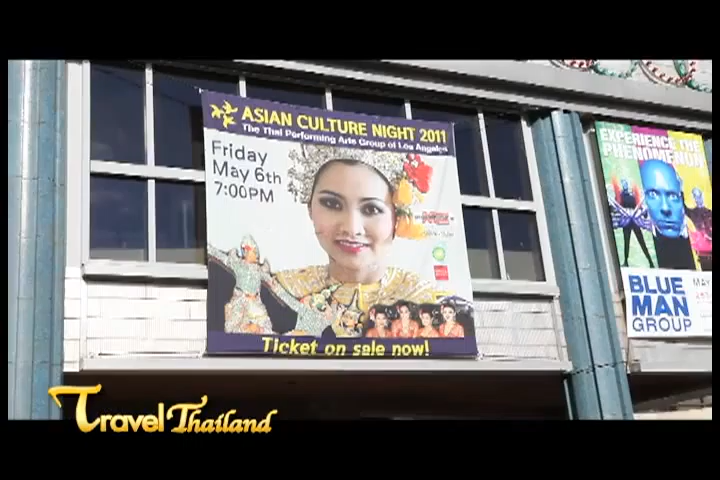 ASIAN CULTURE NIGHT 2011
The Thai Performing Arts Group of Los Angeles
Friday
May 6th
7:00PM
Ticket on sale now!
EXPERIENCE THE
PHENOMENON
BLUE
MAN
GROUP
MAY
Travel Thailand